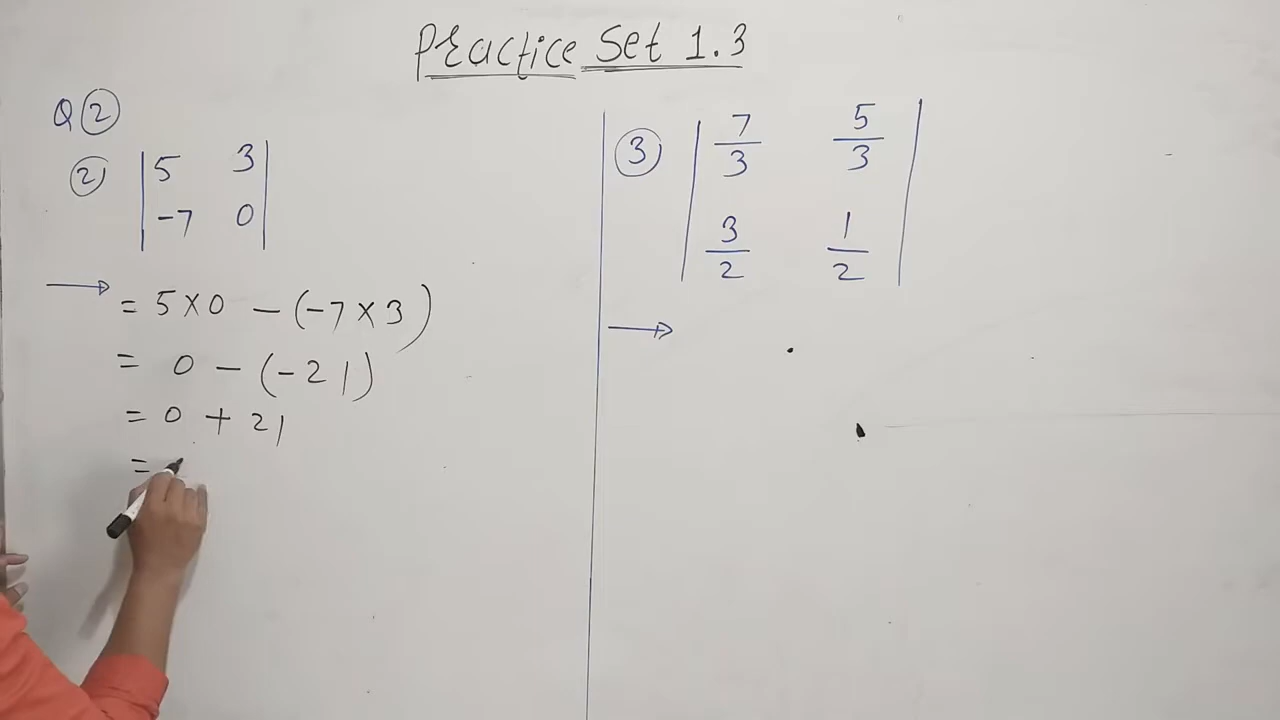 Practice Set 1.3
Q ②
② | 5 3 |
| -7 0 |
→ = 5 × 0 - (-7 × 3)
= 0 - (-21)
= 0 + 21
=
③ | 7/3 5/3 |
| 3/2 1/2 |
→